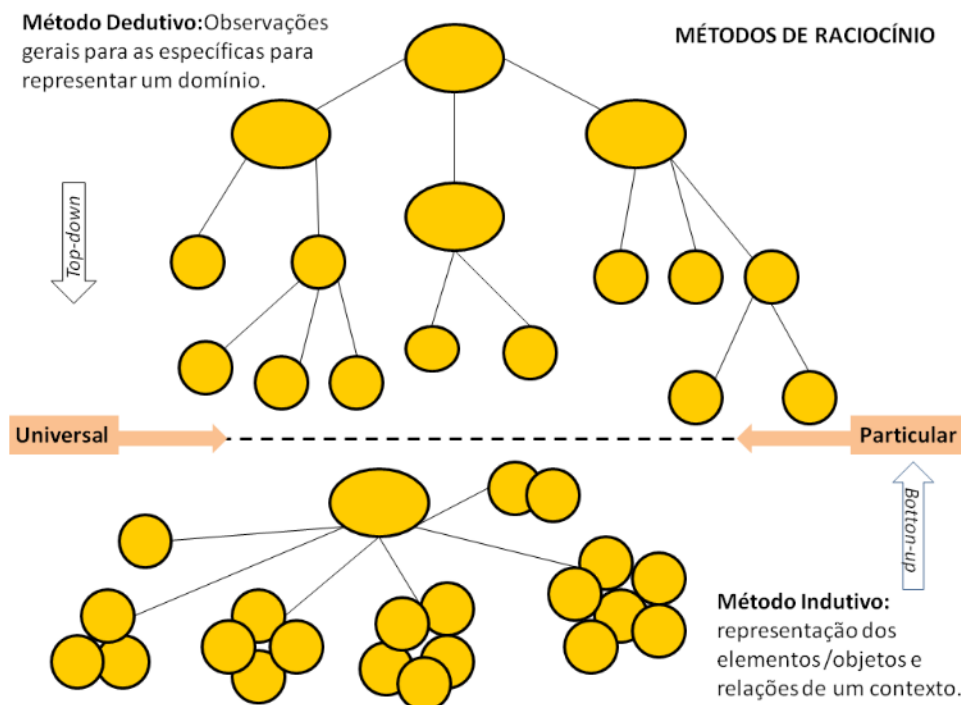 Método Dedutivo:Observações
gerais para as específicas para
representar um domínio.
MÉTODOS DE RACIOCÍNIO
Top-down
Universal
Particular
Botton-up
Método Indutivo:
representação dos
elementos/objetos e
relações de um contexto.